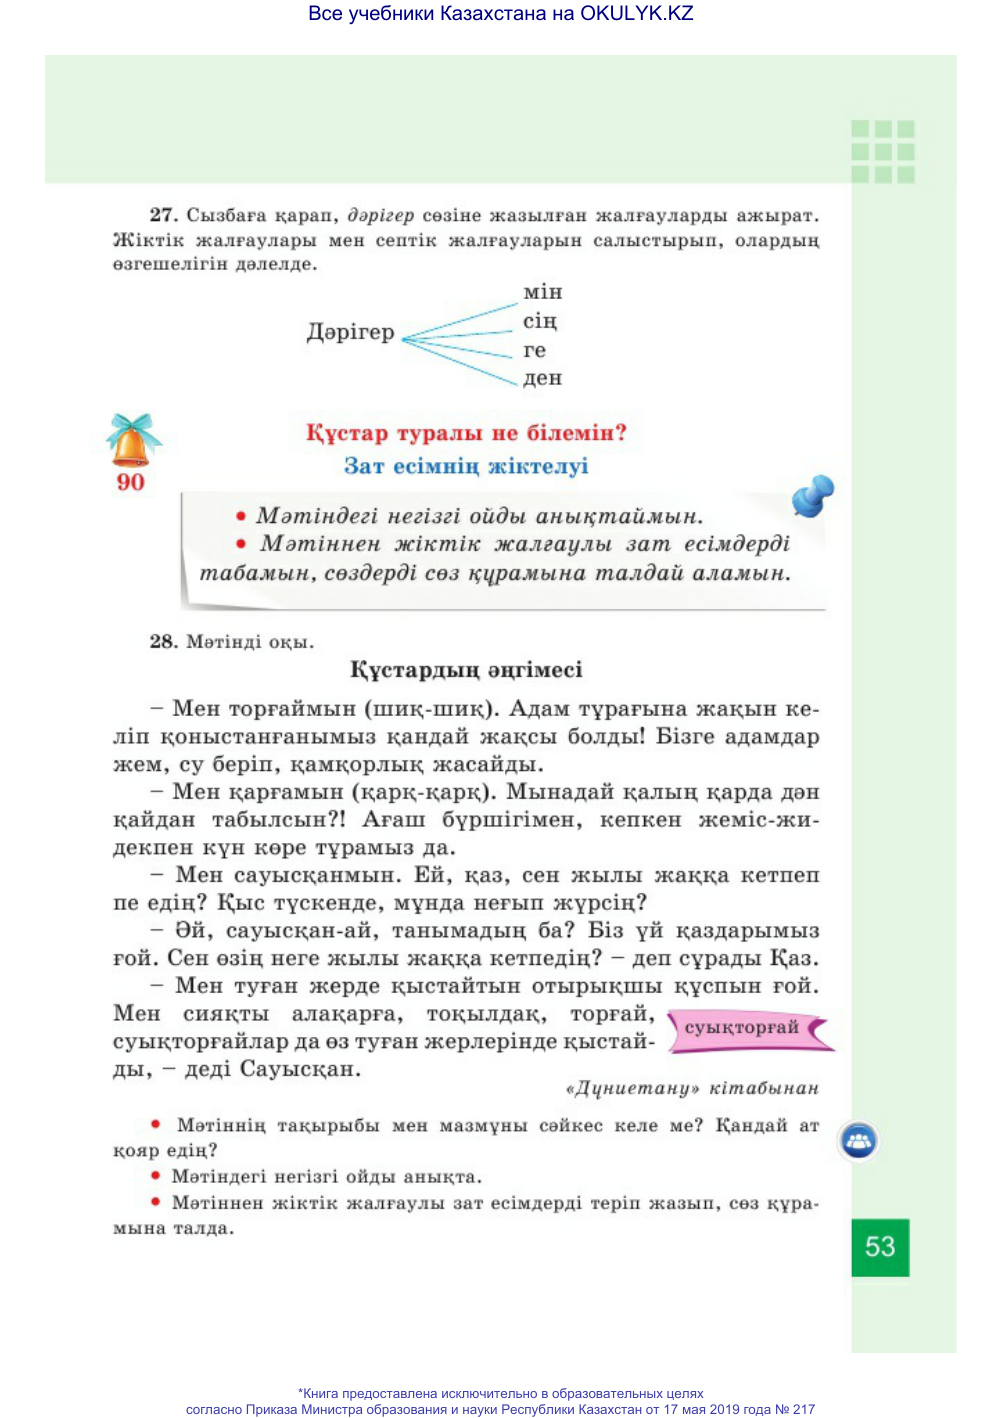 Все учебники Казахстана на OKULYK.KZ
27. Сызбаға қарап, дәрігер сөзіне жазылған жалғауларды ажырат.
Жіктік жалғаулары мен септік жалғауларын салыстырып, олардың
өзгешелігін дәлелде.
мін
сің
Дәрігер
ге
ден
Құстар туралы не білемін?
Зат есімнің жіктелуі
90
• Мәтіндегі негізгі ойды анықтаймын.
• Мәтіннен жіктік жалғаулы зат есімдерді
табамын, сөздерді сөз құрамына талдай аламын.
28. Мәтінді оқы.
Құстардың әңгімесі
– Мен торғаймын (шиқ-шиқ). Адам тұрағына жақын ке-
ліп қоныстанғанымыз қандай жақсы болды! Бізге адамдар
жем, су беріп, қамқорлық жасайды.
– Мен қарғамын (қарқ-қарқ). Мынадай қалың қарда дән
қайдан табылсын?! Ағаш бүршігімен, кепкен жеміс-жи-
декпен күн көре тұрамыз да.
– Мен сауысқанмын. Ей, қаз, сен жылы жаққа кетпеп
пе едің? Қыс түскенде, мұнда неғып жүрсің?
– Әй, сауысқан-ай, танымадың ба? Біз үй қаздарымыз
ғой. Сен өзің неге жылы жаққа кетпедің? – деп сұрады Қаз.
– Мен туған жерде қыстайтын отырықшы құспын ғой.
Мен сияқты алақарға, тоқылдақ, торғай,
суықторғайлар да өз туған жерлерінде қыстай-
ды, – деді Сауысқан.
суықторғай
«Дүниетану» кітабынан
• Мәтіннің тақырыбы мен мазмұны сәйкес келе ме? Қандай ат
қояр едің?
• Мәтіндегі негізгі ойды анықта.
• Мәтіннен жіктік жалғаулы зат есімдерді теріп жазып, сөз құра-
мына талда.
53
*Книга предоставлена исключительно в образовательных целях
согласно Приказа Министра образования и науки Республики Казахстан от 17 мая 2019 года № 217